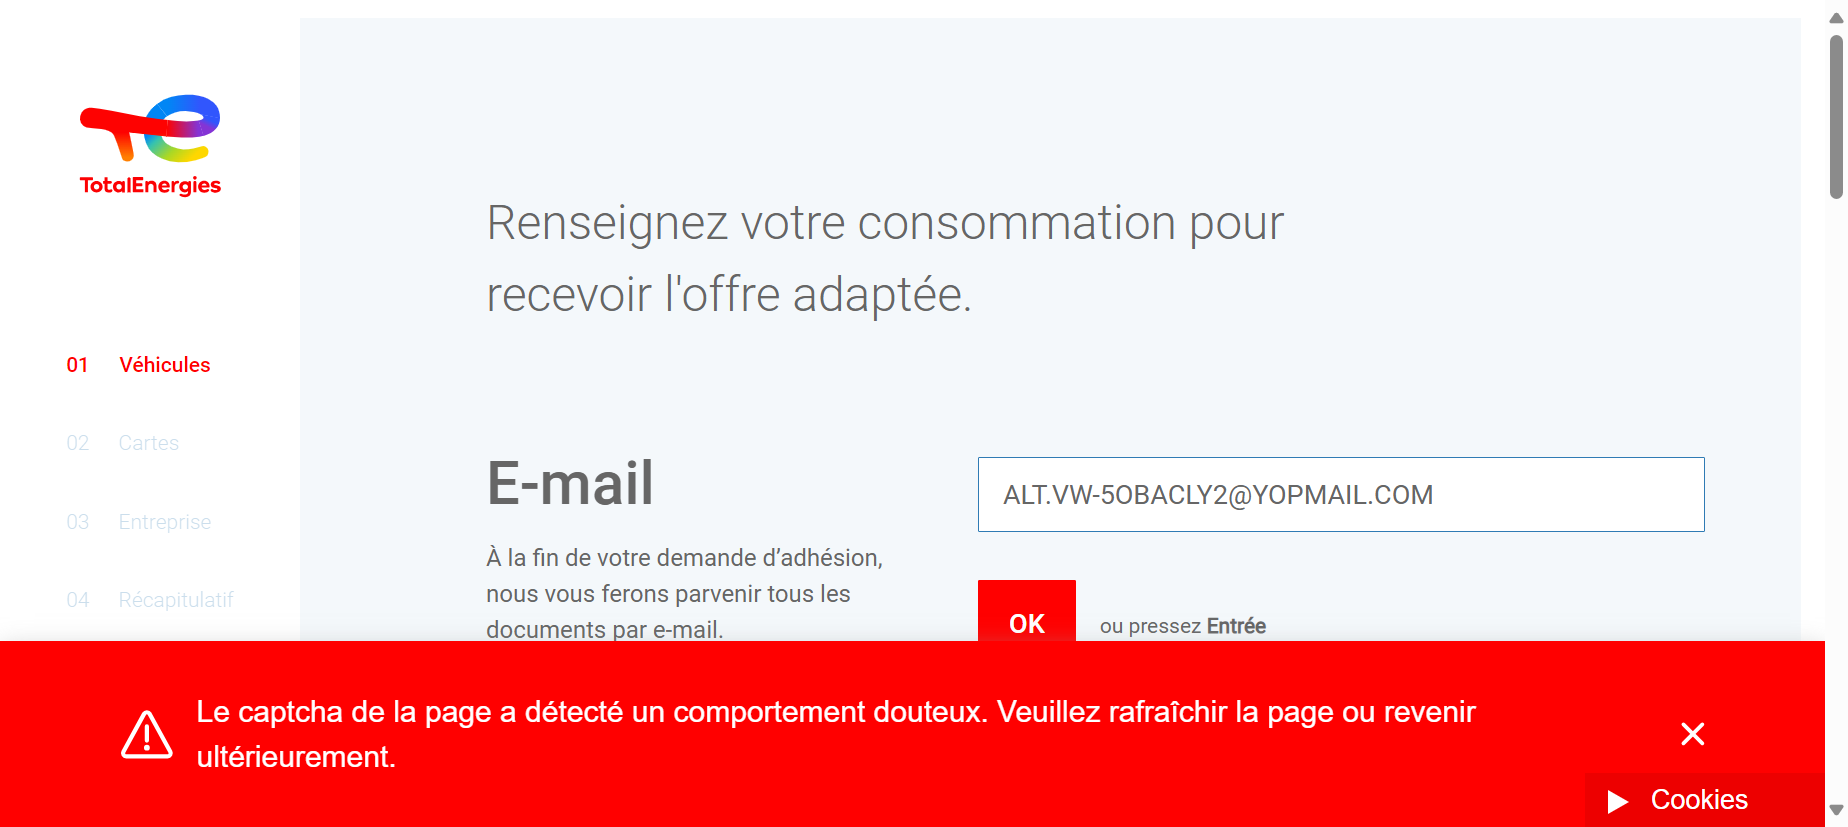 TotalEnergies
01 Véhicules
02 Cartes
03 Entreprise
04 Récapitulatif
Renseignez votre consommation pour
recevoir l'offre adaptée.
E-mail
À la fin de votre demande d’adhésion,
nous vous ferons parvenir tous les
documents par e-mail.
ALT.VW-5OBACLY2@YOPMAIL.COM
OK ou pressez Entrée
Le captcha de la page a détecté un comportement douteux. Veuillez rafraîchir la page ou revenir
ultérieurement.
Cookies